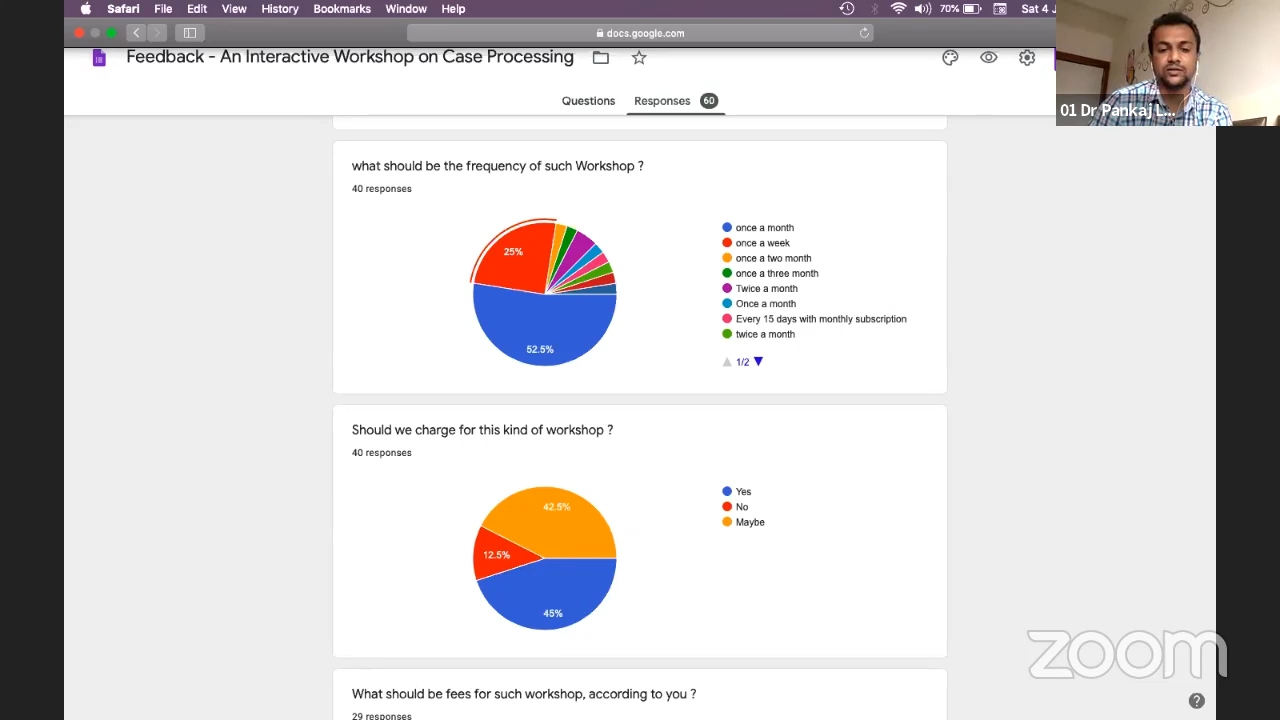 Safari File Edit View History Bookmarks Window Help 70% Sat 4 J
docs.google.com
Feedback - An Interactive Workshop on Case Processing
Questions Responses 60
01 Dr Pankaj L...
what should be the frequency of such Workshop ?
40 responses
25%
52.5%
once a month
once a week
once a two month
once a three month
Twice a month
Once a month
Every 15 days with monthly subscription
twice a month
1/2
Should we charge for this kind of workshop ?
40 responses
42.5%
12.5%
45%
Yes
No
Maybe
What should be fees for such workshop, according to you ?
29 responses
zoom
?